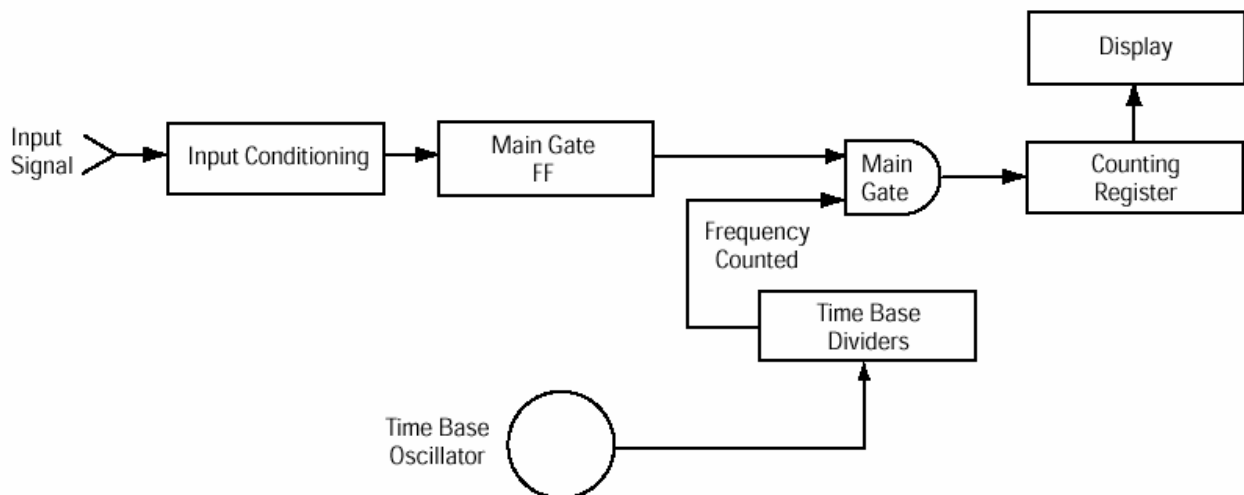 Display
Input
Signal
Input Conditioning
Main Gate
FF
Main
Gate
Counting
Register
Frequency
Counted
Time Base
Dividers
Time Base
Oscillator